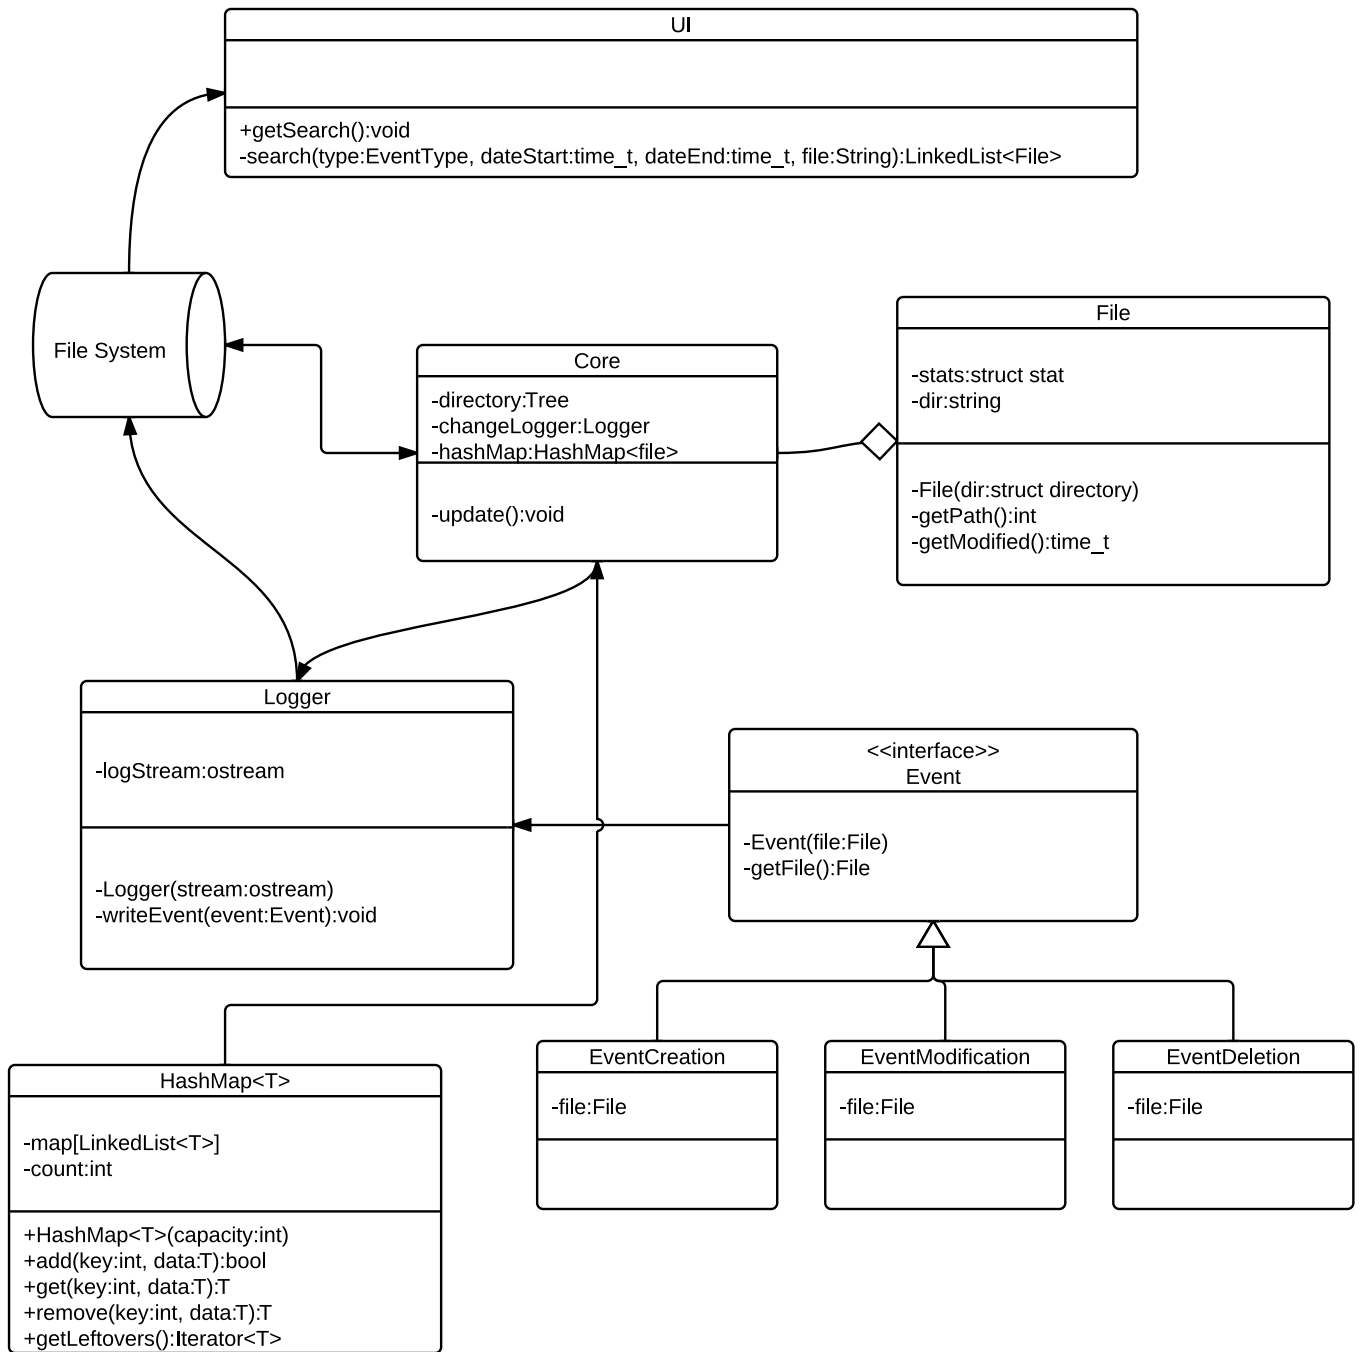 UI
+getSearch():void
-search(type:EventType, dateStart:time_t, dateEnd:time_t, file:String):LinkedList<File>
File System
Core
-directory:Tree
-changeLogger:Logger
-hashMap:HashMap<file>
-update():void
File
-stats:struct stat
-dir:string
-File(dir:struct directory)
-getPath():int
-getModified():time_t
Logger
-logStream:ostream
-Logger(stream:ostream)
-writeEvent(event:Event):void
<<interface>>
Event
-Event(file:File)
-getFile():File
EventCreation
-file:File
EventModification
-file:File
EventDeletion
-file:File
HashMap<T>
-map[LinkedList<T>]
-count:int
+HashMap<T>(capacity:int)
+add(key:int, data:T):bool
+get(key:int, data:T):T
+remove(key:int, data:T):T
+getLeftovers():Iterator<T>